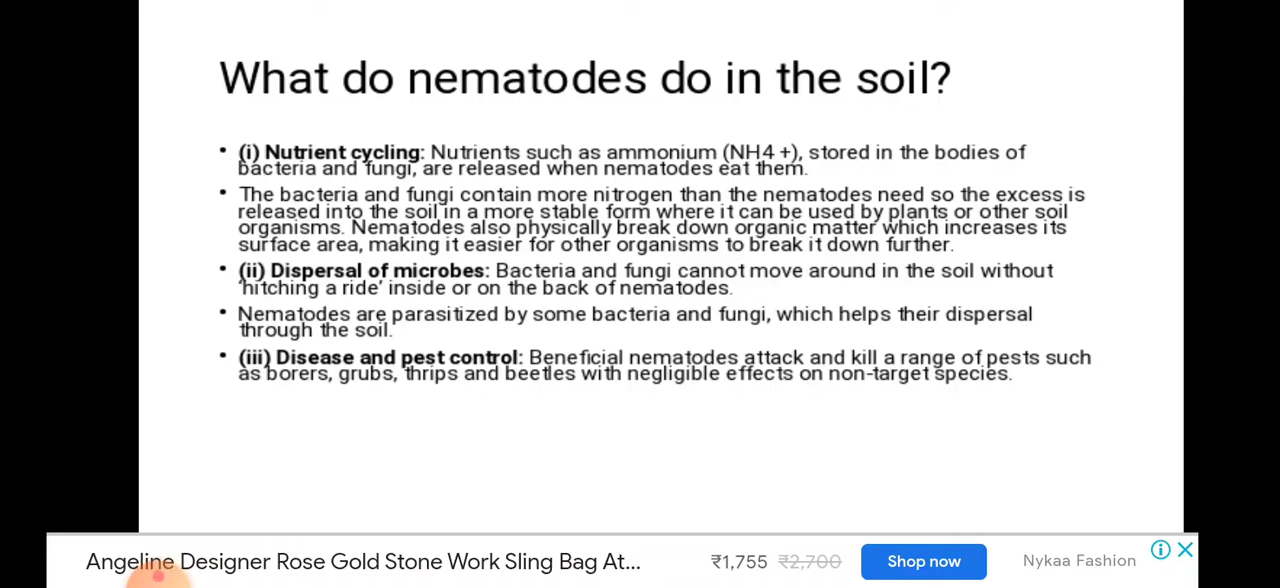 What do nematodes do in the soil?
• (i) Nutrient cycling: Nutrients such as ammonium (NH4 +), stored in the bodies of
bacteria and fungi, are released when nematodes eat them.
• The bacteria and fungi contain more nitrogen than the nematodes need so the excess is
released into the soil in a more stable form where it can be used by plants or other soil
organisms. Nematodes also physically break down organic matter which increases its
surface area, making it easier for other organisms to break it down further.
• (ii) Dispersal of microbes: Bacteria and fungi cannot move around in the soil without
'hitching a ride' inside or on the back of nematodes.
• Nematodes are parasitized by some bacteria and fungi, which helps their dispersal
through the soil.
• (iii) Disease and pest control: Beneficial nematodes attack and kill a range of pests such
as borers, grubs, thrips and beetles with negligible effects on non-target species.
Angeline Designer Rose Gold Stone Work Sling Bag At... ₹1,755 ₹2,700 Shop now Nykaa Fashion